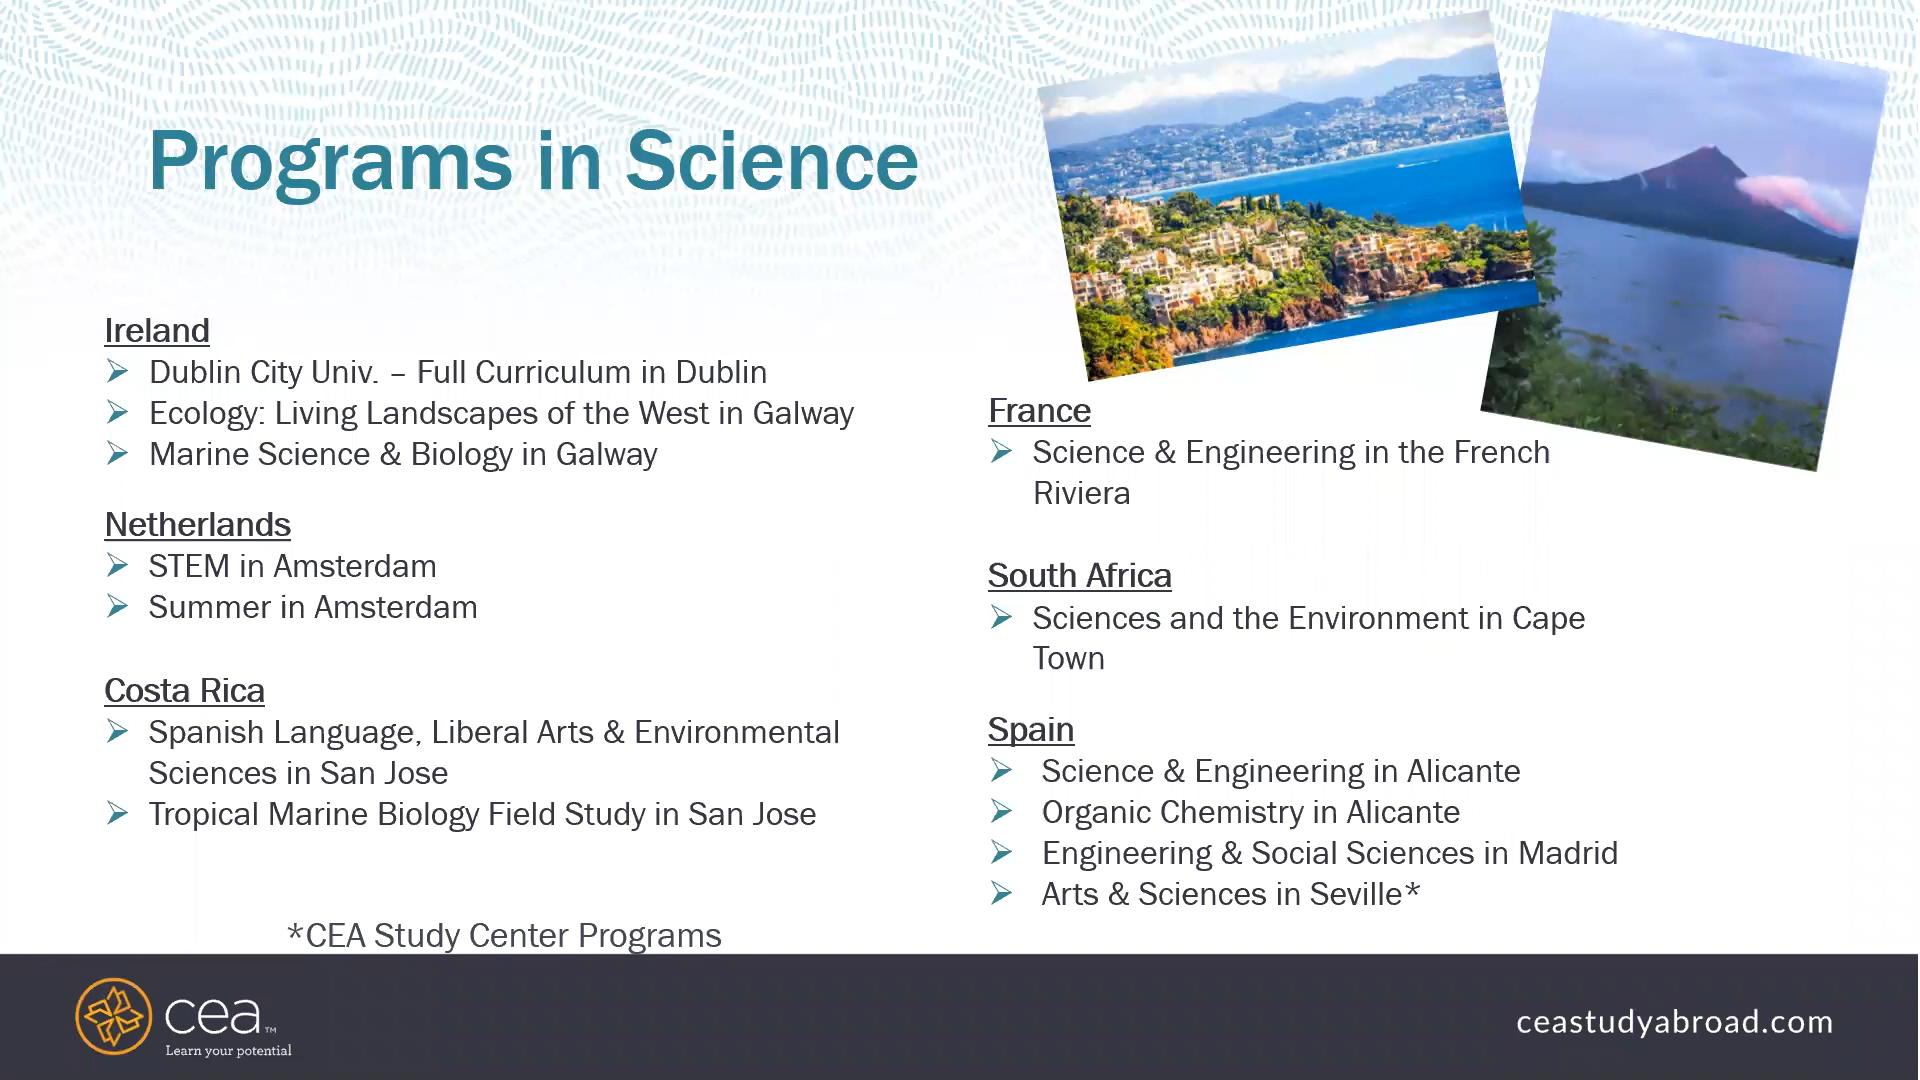 Programs in Science
Ireland
Dublin City Univ. – Full Curriculum in Dublin
Ecology: Living Landscapes of the West in Galway
Marine Science & Biology in Galway
Netherlands
STEM in Amsterdam
Summer in Amsterdam
Costa Rica
Spanish Language, Liberal Arts & Environmental
Sciences in San Jose
Tropical Marine Biology Field Study in San Jose
*CEA Study Center Programs
France
Science & Engineering in the French
Riviera
South Africa
Sciences and the Environment in Cape
Town
Spain
Science & Engineering in Alicante
Organic Chemistry in Alicante
Engineering & Social Sciences in Madrid
Arts & Sciences in Seville*
cea™
Learn your potential
ceastudyabroad.com